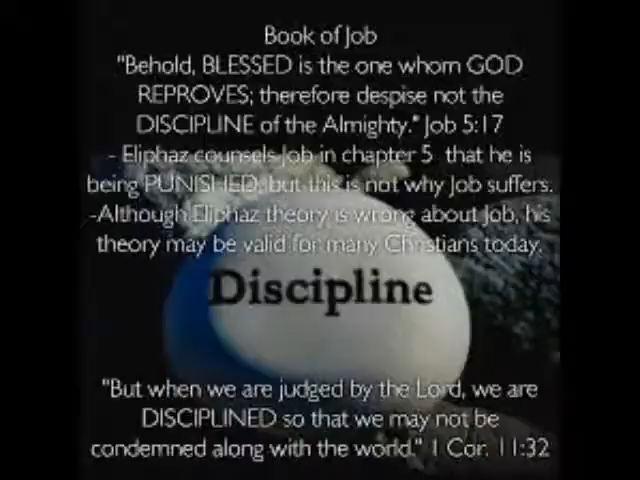 Book of Job
"Behold, BLESSED is the one whom GOD
REPROVES; therefore despise not the
DISCIPLINE of the Almighty." Job 5:17
- Eliphaz counsels Job in chapter 5 that he is
being PUNISHED, but this is not why Job suffers.
-Although Eliphaz theory is wrong about Job, his
theory may be valid for many Christians today.
Discipline
"But when we are judged by the Lord, we are
DISCIPLINED so that we may not be
condemned along with the world." 1 Cor. 11:32